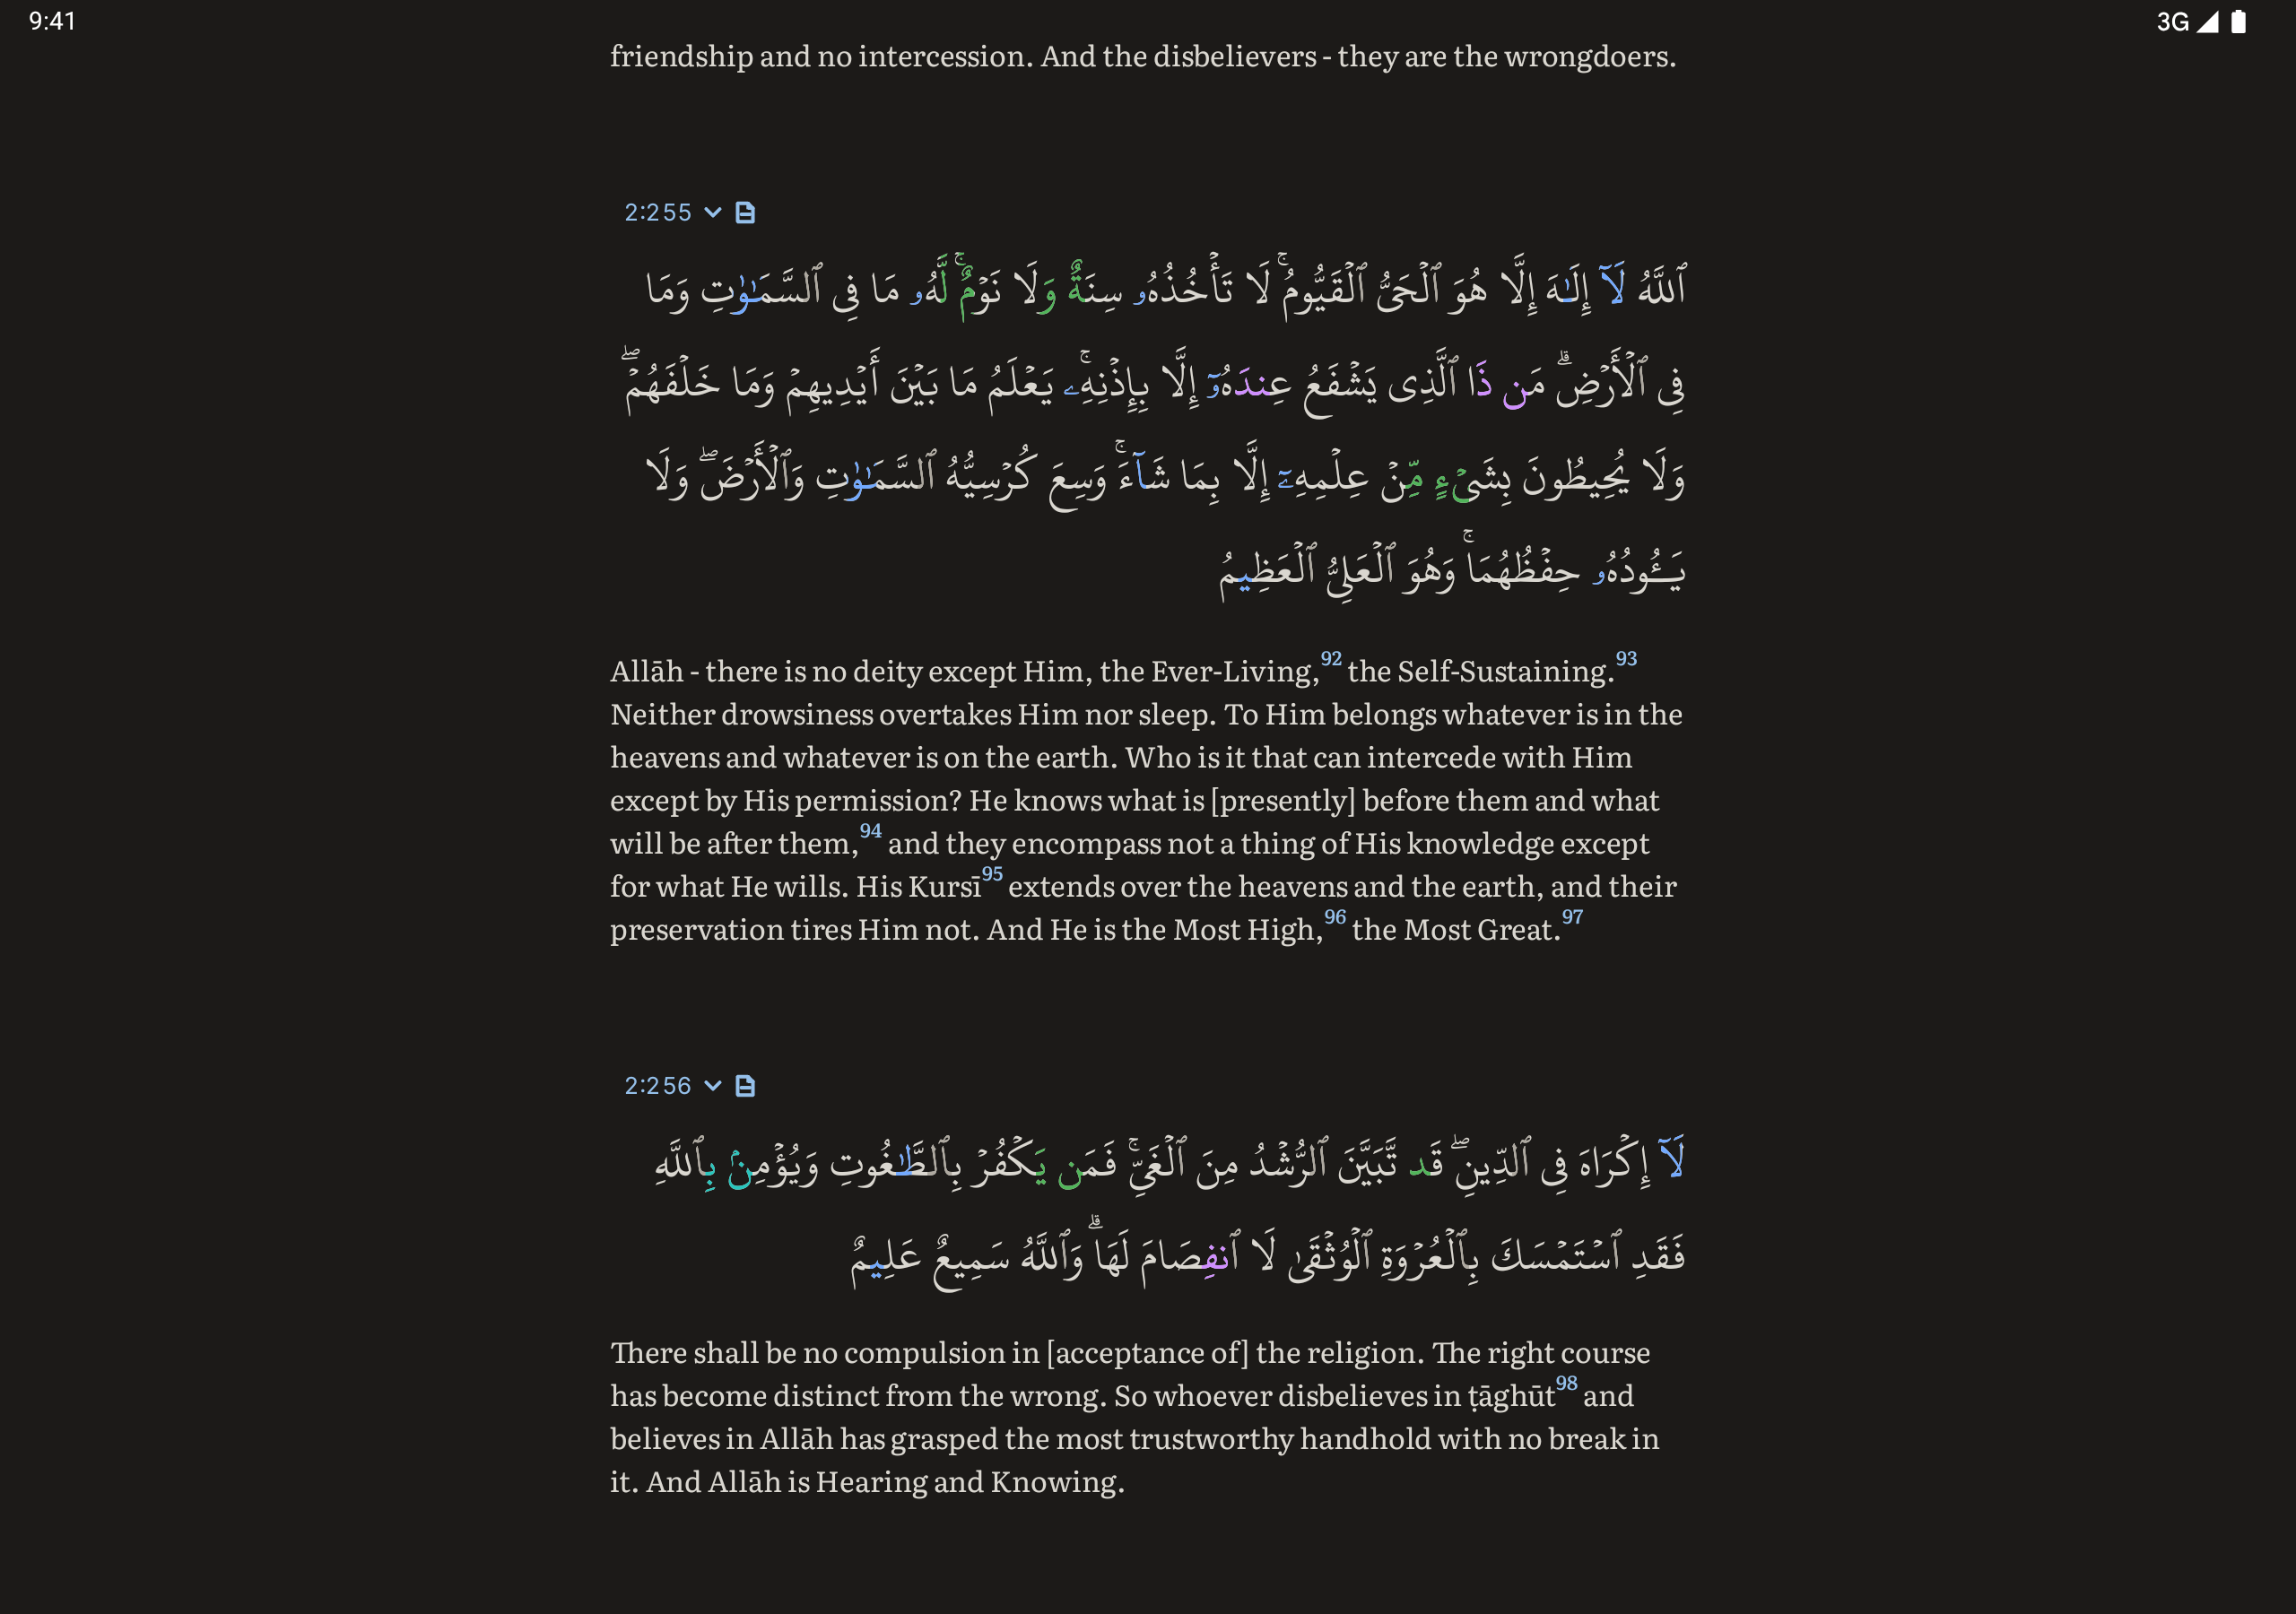 9:41
3G
friendship and no intercession. And the disbelievers - they are the wrongdoers.
2:255
ٱللَّهُ لَآ إِلَـٰهَ إِلَّا هُوَ ٱلۡحَىُّ ٱلۡقَيُّومُۚ لَا تَأۡخُذُهُۥ سِنَةٌ وَلَا نَوۡمٌۚ لَّهُۥ مَا فِى ٱلسَّمَـٰوَٰتِ وَمَا
فِى ٱلۡأَرۡضِۗ مَن ذَا ٱلَّذِى يَشۡفَعُ عِندَهُۥٓ إِلَّا بِإِذۡنِهِۦۚ يَعۡلَمُ مَا بَيۡنَ أَيۡدِيهِمۡ وَمَا خَلۡفَهُمۡۖ
وَلَا يُحِيطُونَ بِشَىۡءٍ مِّنۡ عِلۡمِهِۦٓ إِلَّا بِمَا شَآءَۚ وَسِعَ كُرۡسِيُّهُ ٱلسَّمَـٰوَٰتِ وَٱلۡأَرۡضَۖ وَلَا
يَـُٔودُهُۥ حِفۡظُهُمَاۚ وَهُوَ ٱلۡعَلِىُّ ٱلۡعَظِيمُ
Allāh - there is no deity except Him, the Ever-Living,92 the Self-Sustaining.93
Neither drowsiness overtakes Him nor sleep. To Him belongs whatever is in the
heavens and whatever is on the earth. Who is it that can intercede with Him
except by His permission? He knows what is [presently] before them and what
will be after them,94 and they encompass not a thing of His knowledge except
for what He wills. His Kursī95 extends over the heavens and the earth, and their
preservation tires Him not. And He is the Most High,96 the Most Great.97
2:256
لَآ إِكۡرَاهَ فِى ٱلدِّينِۖ قَد تَّبَيَّنَ ٱلرُّشۡدُ مِنَ ٱلۡغَىِّۚ فَمَن يَكۡفُرۡ بِٱلطَّـٰغُوتِ وَيُؤۡمِنۢ بِٱللَّهِ
فَقَدِ ٱسۡتَمۡسَكَ بِٱلۡعُرۡوَةِ ٱلۡوُثۡقَىٰ لَا ٱنفِصَامَ لَهَاۗ وَٱللَّهُ سَمِيعٌ عَلِيمٌ
There shall be no compulsion in [acceptance of] the religion. The right course
has become distinct from the wrong. So whoever disbelieves in ṭāghūt98 and
believes in Allāh has grasped the most trustworthy handhold with no break in
it. And Allāh is Hearing and Knowing.